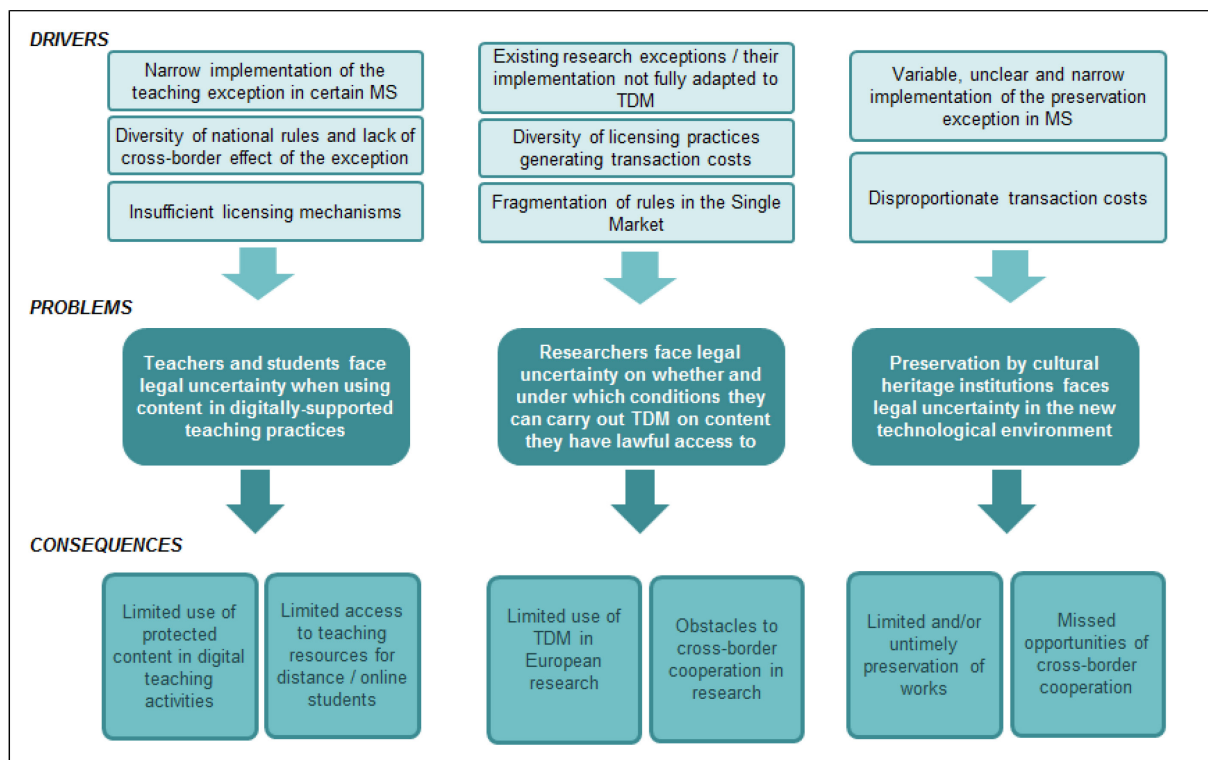 DRIVERS
Narrow implementation of the
teaching exception in certain MS
Diversity of national rules and lack of
cross-border effect of the exception
Insufficient licensing mechanisms
Existing research exceptions / their
implementation not fully adapted to
TDM
Diversity of licensing practices
generating transaction costs
Fragmentation of rules in the Single
Market
Variable, unclear and narrow
implementation of the preservation
exception in MS
Disproportionate transaction costs
PROBLEMS
Teachers and students face
legal uncertainty when using
content in digitally-supported
teaching practices
Researchers face legal
uncertainty on whether and
under which conditions they
can carry out TDM on content
they have lawful access to
Preservation by cultural
heritage institutions faces
legal uncertainty in the new
technological environment
CONSEQUENCES
Limited use of
protected
content in digital
teaching
activities
Limited access
to teaching
resources for
distance / online
students
Limited use of
TDM in
European
research
Obstacles to
cross-border
cooperation in
research
Limited and/or
untimely
preservation of
works
Missed
opportunities of
cross-border
cooperation